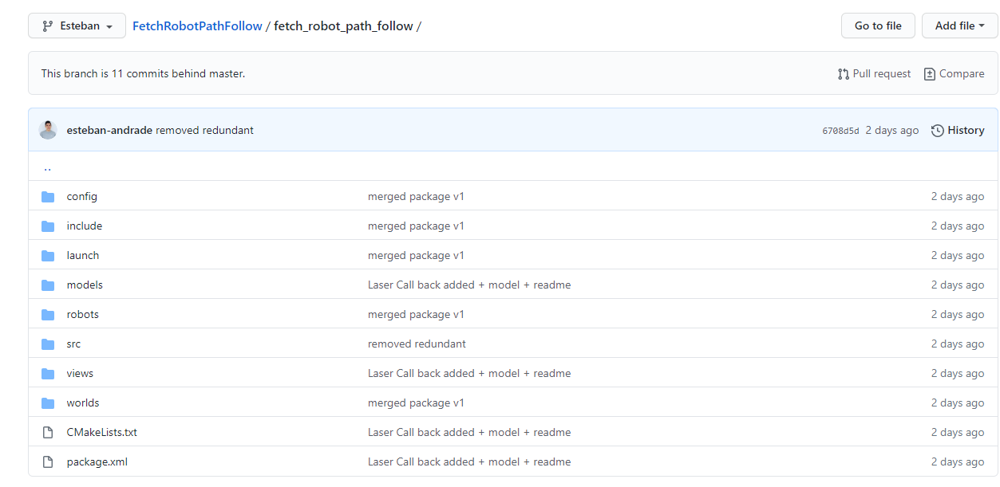 Esteban FetchRobotPathFollow / fetch_robot_path_follow / Go to file Add file
This branch is 11 commits behind master. Pull request Compare
esteban-andrade removed redundant 6708d5d 2 days ago History
..
config merged package v1 2 days ago
include merged package v1 2 days ago
launch merged package v1 2 days ago
models Laser Call back added + model + readme 2 days ago
robots merged package v1 2 days ago
src removed redundant 2 days ago
views Laser Call back added + model + readme 2 days ago
worlds merged package v1 2 days ago
CMakeLists.txt Laser Call back added + model + readme 2 days ago
package.xml Laser Call back added + model + readme 2 days ago